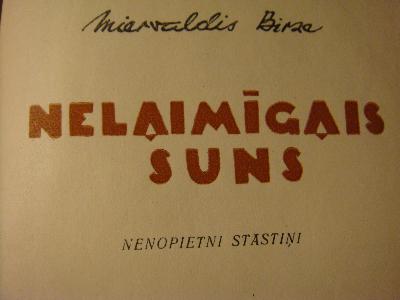 Miervaldis Birze
NELAIMĪGAIS
SUNS
NENOPIETNI STĀSTIŅI